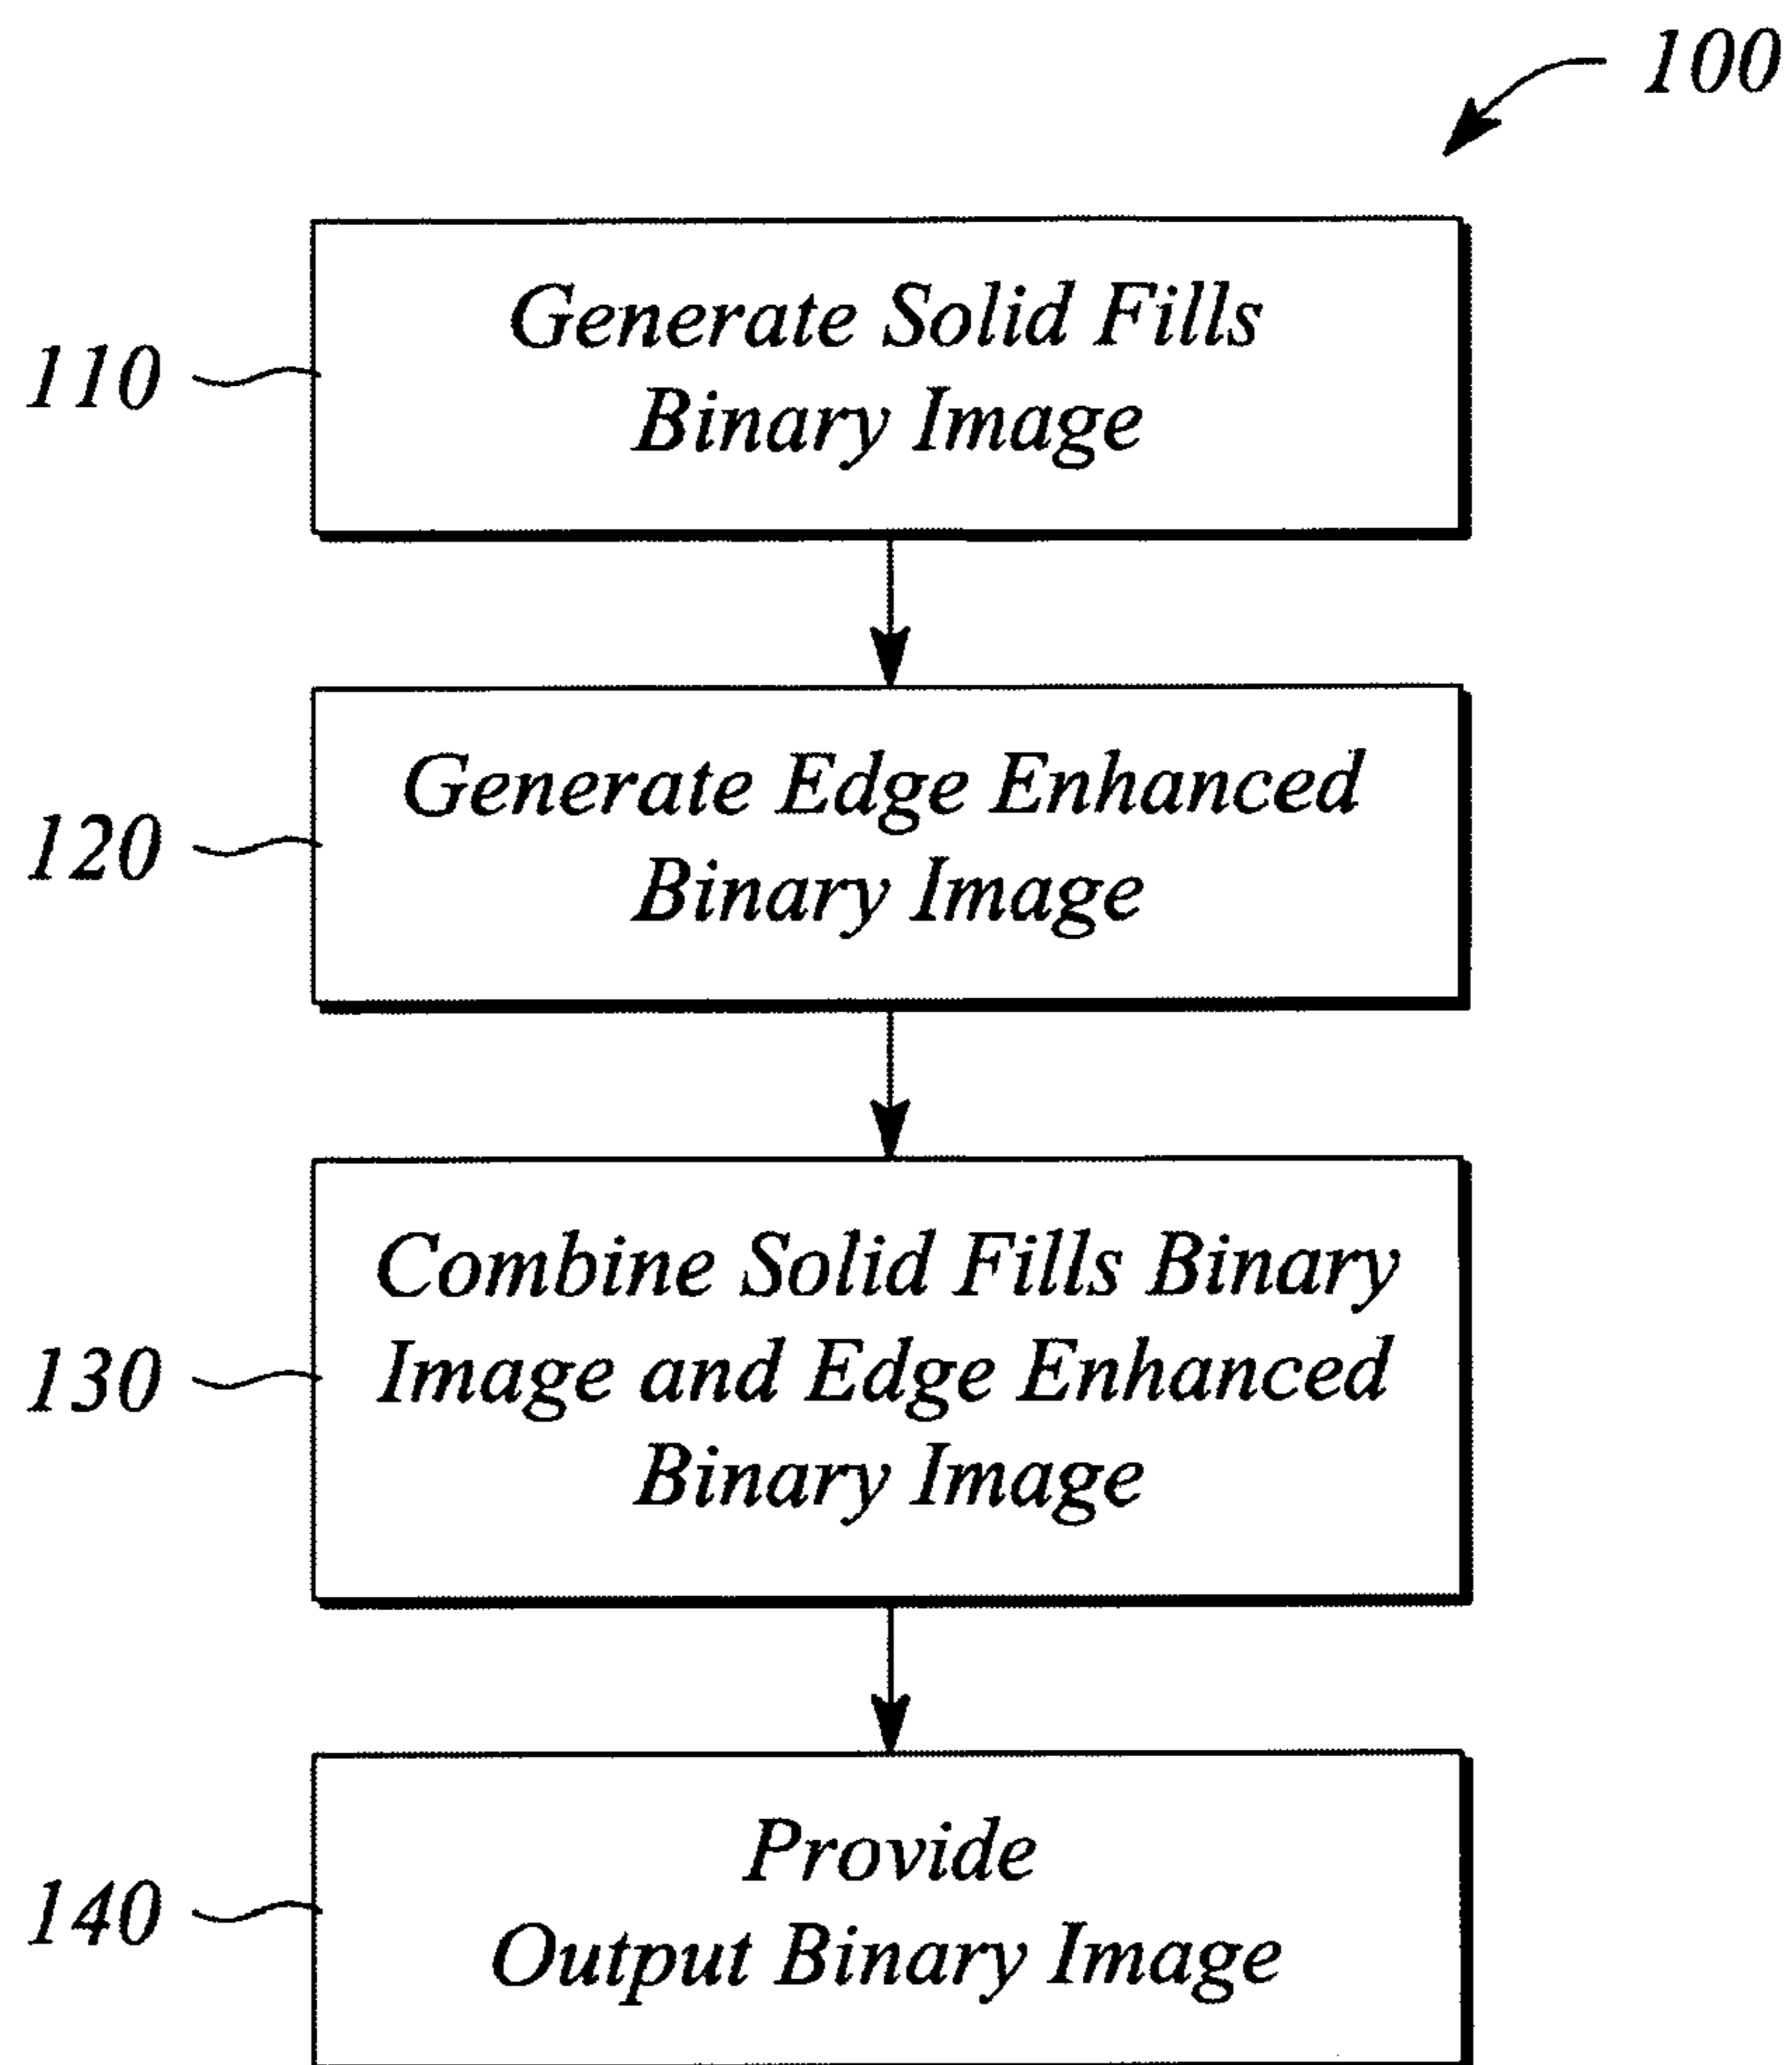 100
110
Generate Solid Fills
Binary Image
120
Generate Edge Enhanced
Binary Image
130
Combine Solid Fills Binary
Image and Edge Enhanced
Binary Image
140
Provide
Output Binary Image